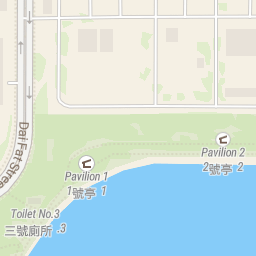 Dai Fat Stree
Pavilion 2
2號亭 2
Pavilion 1
1號亭 1
Toilet No.3
三號廁所 .3